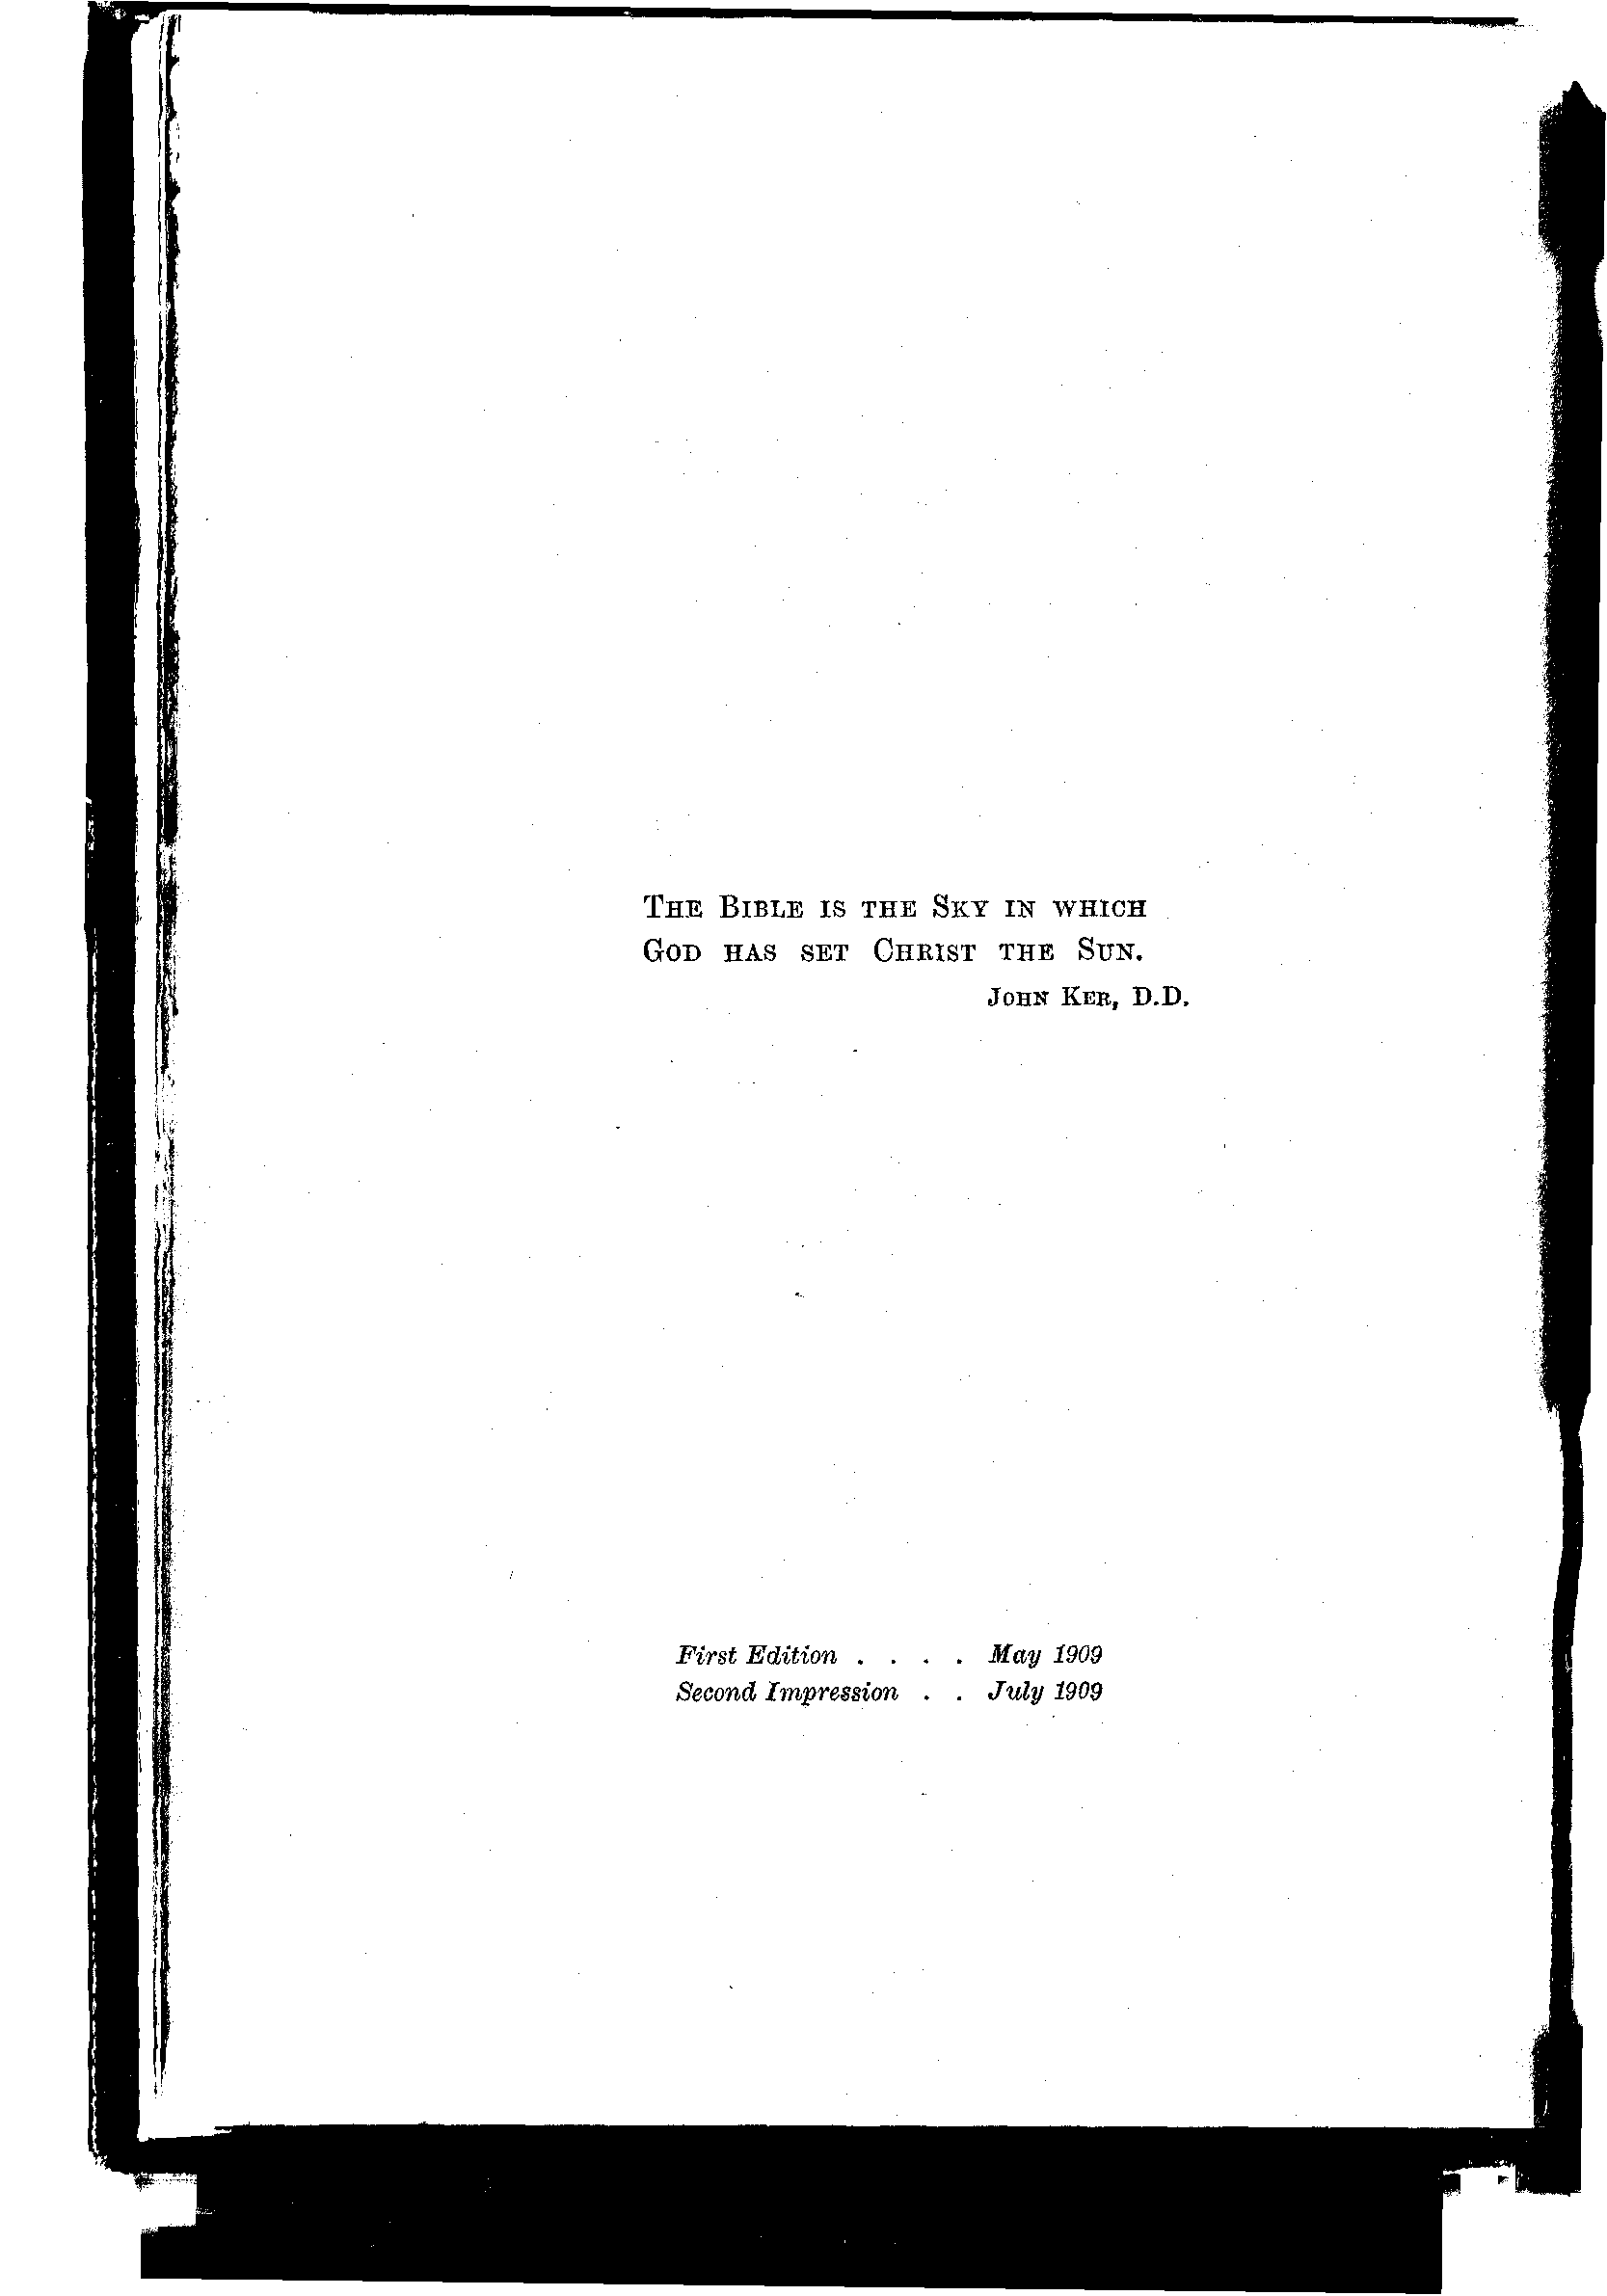 The Bible is the Sky in which
God has set Christ the Sun.
John Ker, D.D.
First Edition . . . . May 1909
Second Impression . . July 1909